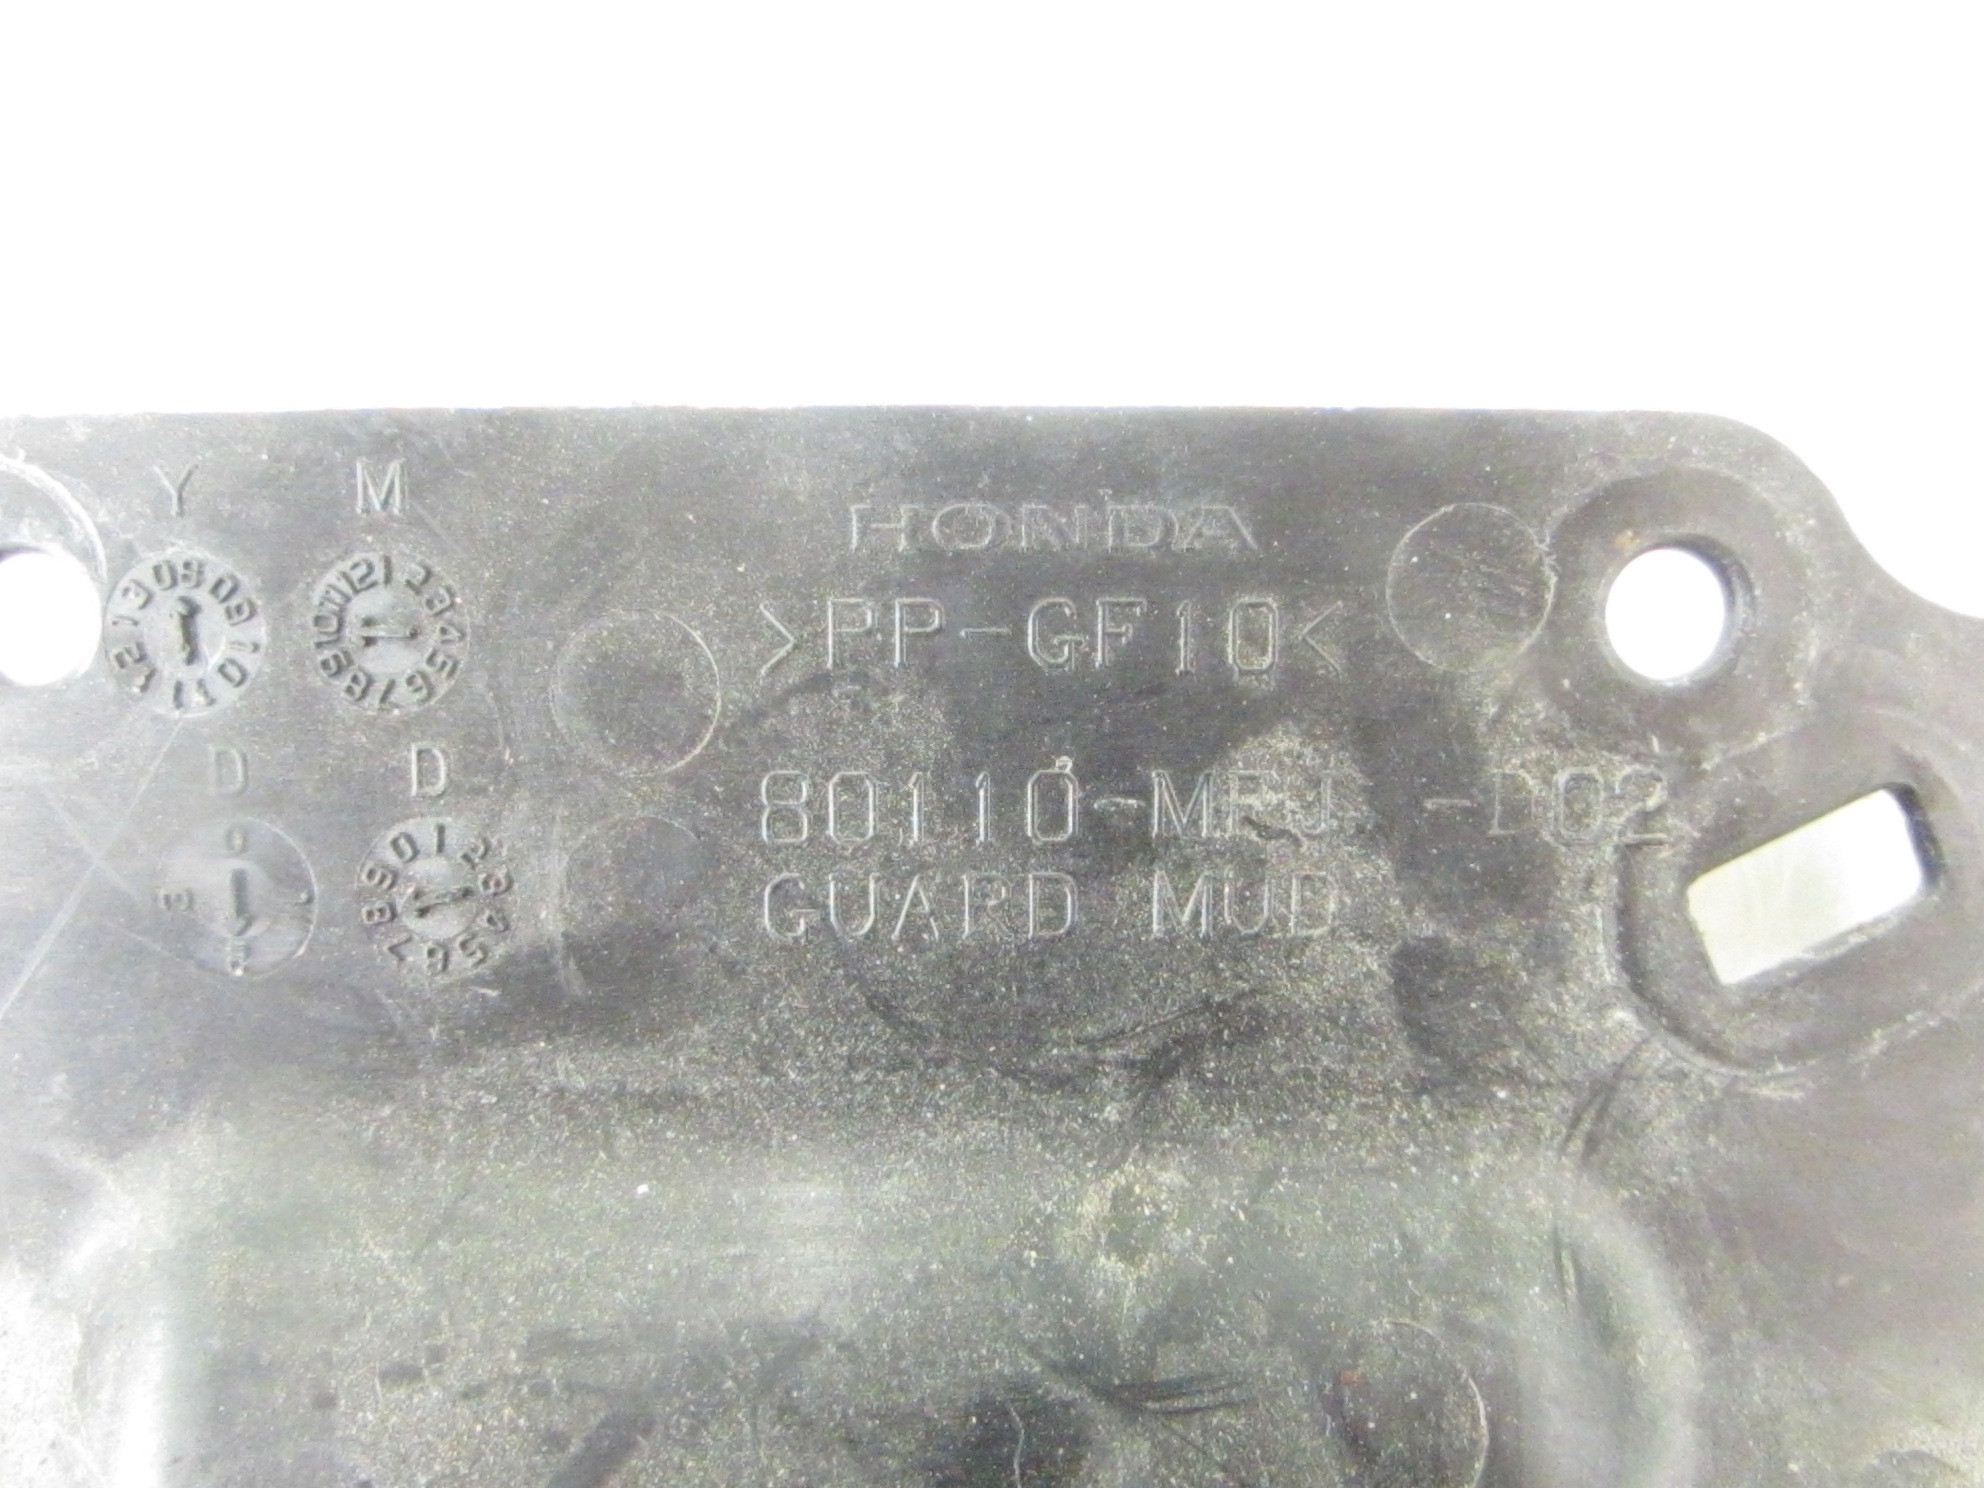 Y M
HONDA
>PP-GF10<
D D
80110-MFJ -D02
GUARD MUD